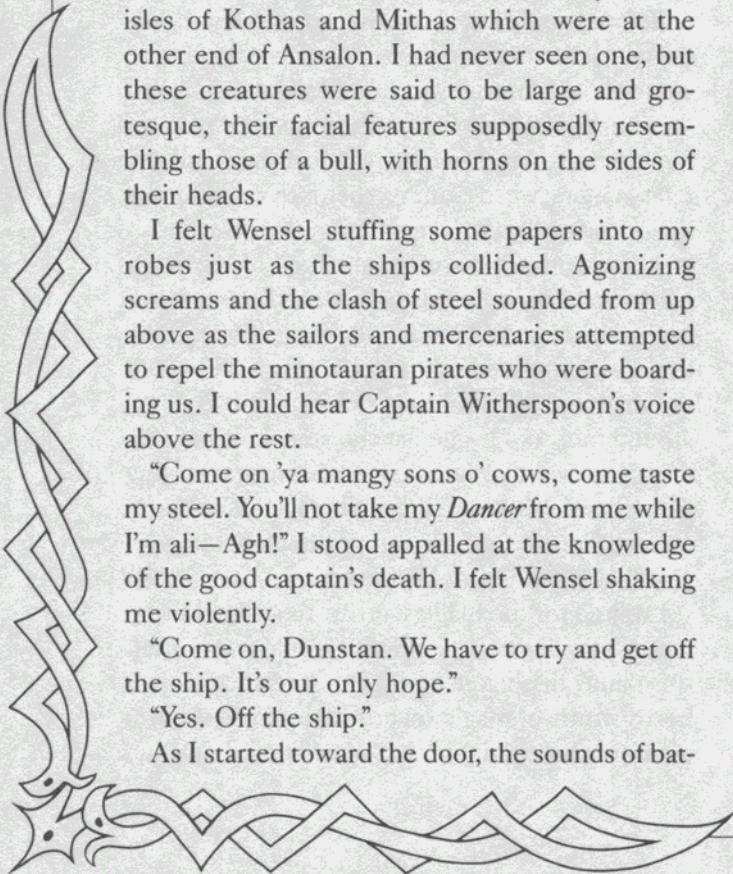 isles of Kothas and Mithas which were at the
other end of Ansalon. I had never seen one, but
these creatures were said to be large and gro-
tesque, their facial features supposedly resem-
bling those of a bull, with horns on the sides of
their heads.
I felt Wensel stuffing some papers into my
robes just as the ships collided. Agonizing
screams and the clash of steel sounded from up
above as the sailors and mercenaries attempted
to repel the minotauran pirates who were board-
ing us. I could hear Captain Witherspoon's voice
above the rest.
“Come on 'ya mangy sons o' cows, come taste
my steel. You'll not take my Dancer from me while
I'm ali—Agh!” I stood appalled at the knowledge
of the good captain's death. I felt Wensel shaking
me violently.
“Come on, Dunstan. We have to try and get off
the ship. It's our only hope.”
“Yes. Off the ship.”
As I started toward the door, the sounds of bat-